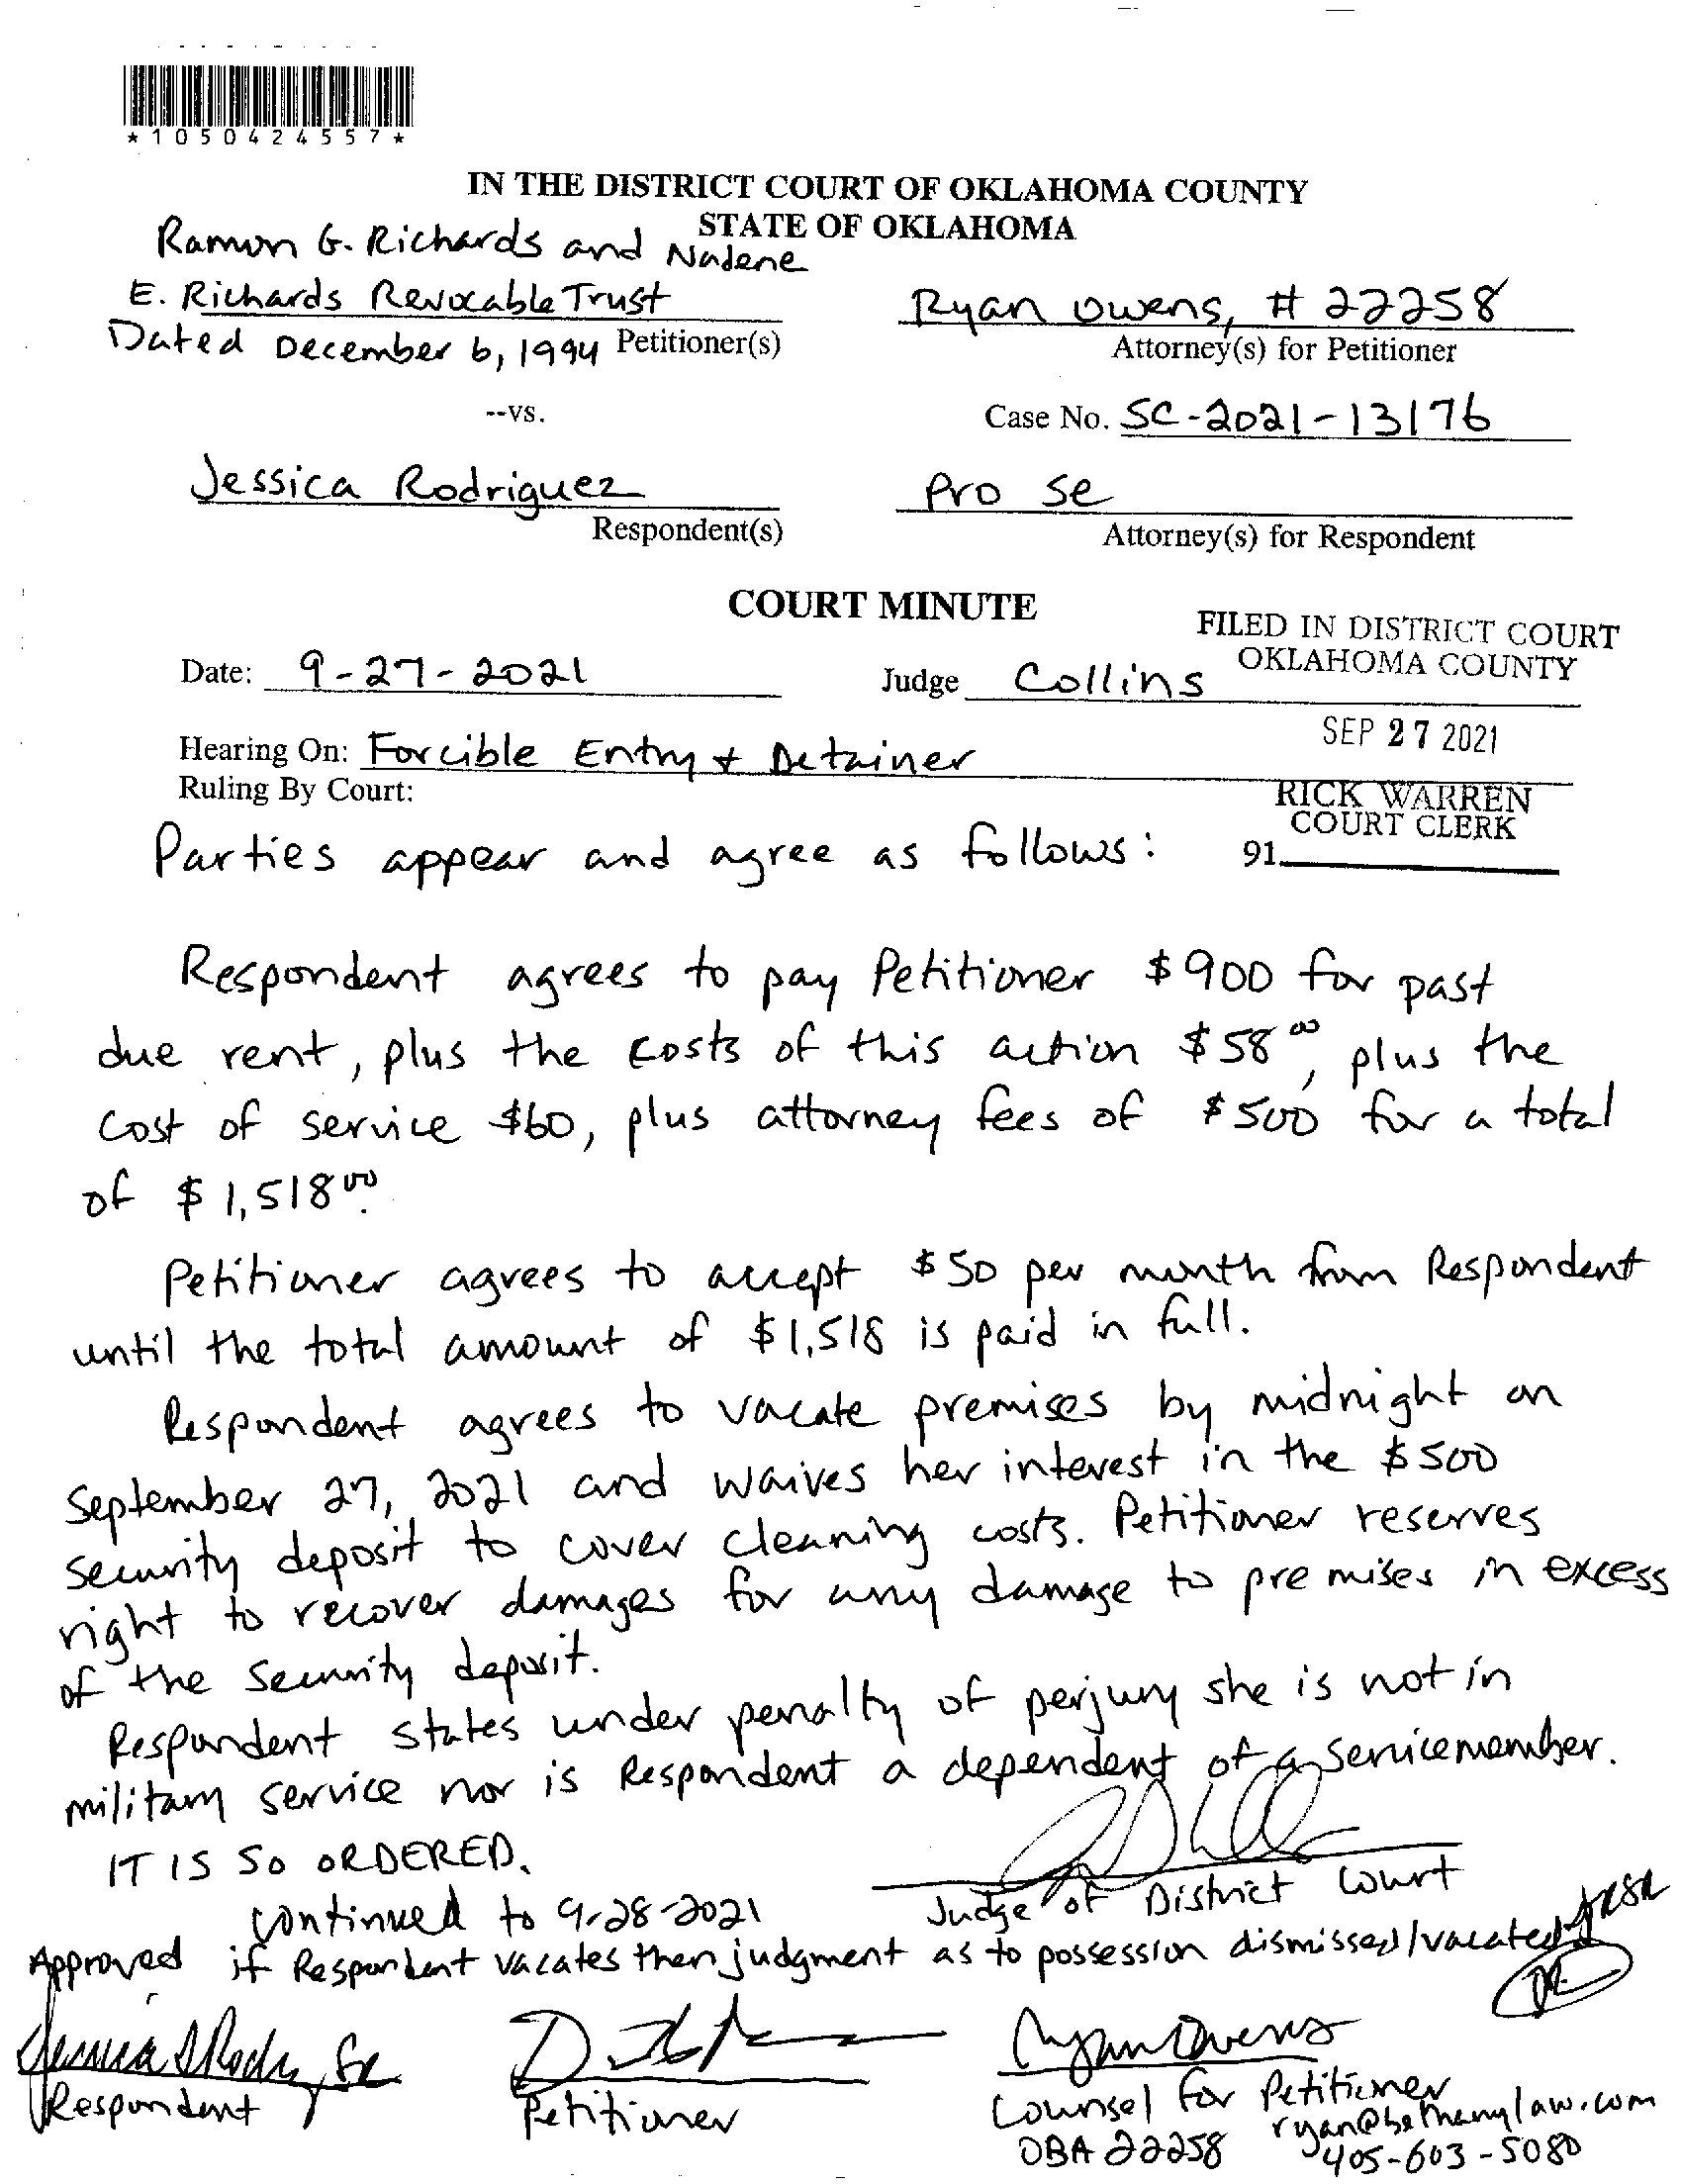 *1050424557*
IN THE DISTRICT COURT OF OKLAHOMA COUNTY
STATE OF OKLAHOMA
Ramon G. Richards and Nadene
E. Richards Revocable Trust
Dated December 6, 1994 Petitioner(s)
Ryan Owens, # 22258
Attorney(s) for Petitioner
--vs.
Case No. SC-2021-13176
Jessica Rodriguez
Respondent(s)
Pro Se
Attorney(s) for Respondent
COURT MINUTE
FILED IN DISTRICT COURT
OKLAHOMA COUNTY
Date: 9-27-2021
Judge Collins
SEP 27 2021
Hearing On: Forcible Entry + Detainer
Ruling By Court:
RICK WARREN
COURT CLERK
91
Parties appear and agree as follows:
Respondent agrees to pay Petitioner $900 for past
due rent, plus the costs of this action $58 00, plus the
cost of service $60, plus attorney fees of $500 for a total
of $1,518 00.
Petitioner agrees to accept $50 per month from Respondent
until the total amount of $1,518 is paid in full.
Respondent agrees to vacate premises by midnight on
September 27, 2021 and waives her interest in the $500
security deposit to cover cleaning costs. Petitioner reserves
right to recover damages for any damage to premises in excess
of the security deposit.
Respondent states under penalty of perjury she is not in
military service nor is Respondent a dependent of a servicemember.
IT IS SO ORDERED.
Judge of District Court
Continued to 9-28-2021
Approved if Respondent vacates then judgment as to possession dismissed/vacated
Respondent
Petitioner
Ryan Owens
Counsel for Petitioner
ryan@bethanylaw.com
OBA 22258
405-603-5080